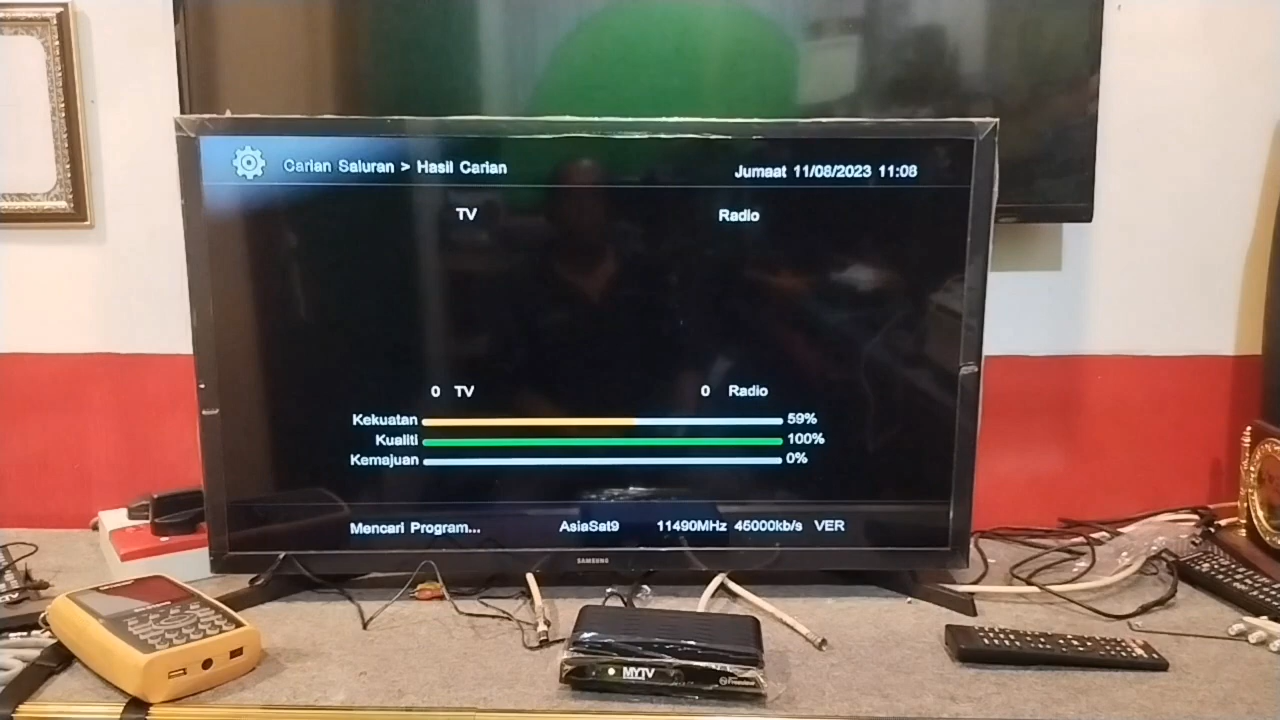 Carian Saluran > Hasil Carian
Jumaat 11/08/2023 11:08
TV
Radio
0 TV
0 Radio
Kekuatan 59%
Kualiti 100%
Kemajuan 0%
Mencari Program... AsiaSat9 11490MHz 45000kb/s VER
SAMSUNG
MYTV